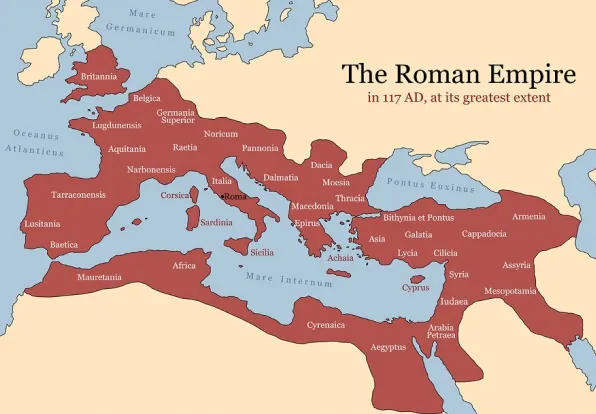 Mare
Germanicum
The Roman Empire
in 117 AD, at its greatest extent
Britannia
Belgica
Germania
Superior
Lugdunensis
Noricum
Oceanus
Atlanticus
Aquitania
Raetia
Pannonia
Narbonensis
Dacia
Italia
Dalmatia
Moesia
Pontus Euxinus
Tarraconensis
Corsica
Roma
Thracia
Macedonia
Lusitania
Sardinia
Epirus
Bithynia et Pontus
Armenia
Baetica
Asia
Galatia
Cappadocia
Sicilia
Achaia
Lycia
Cilicia
Africa
Assyria
Mauretania
Mare Internum
Syria
Cyprus
Mesopotamia
Iudaea
Cyrenaica
Arabia
Petraea
Aegyptus